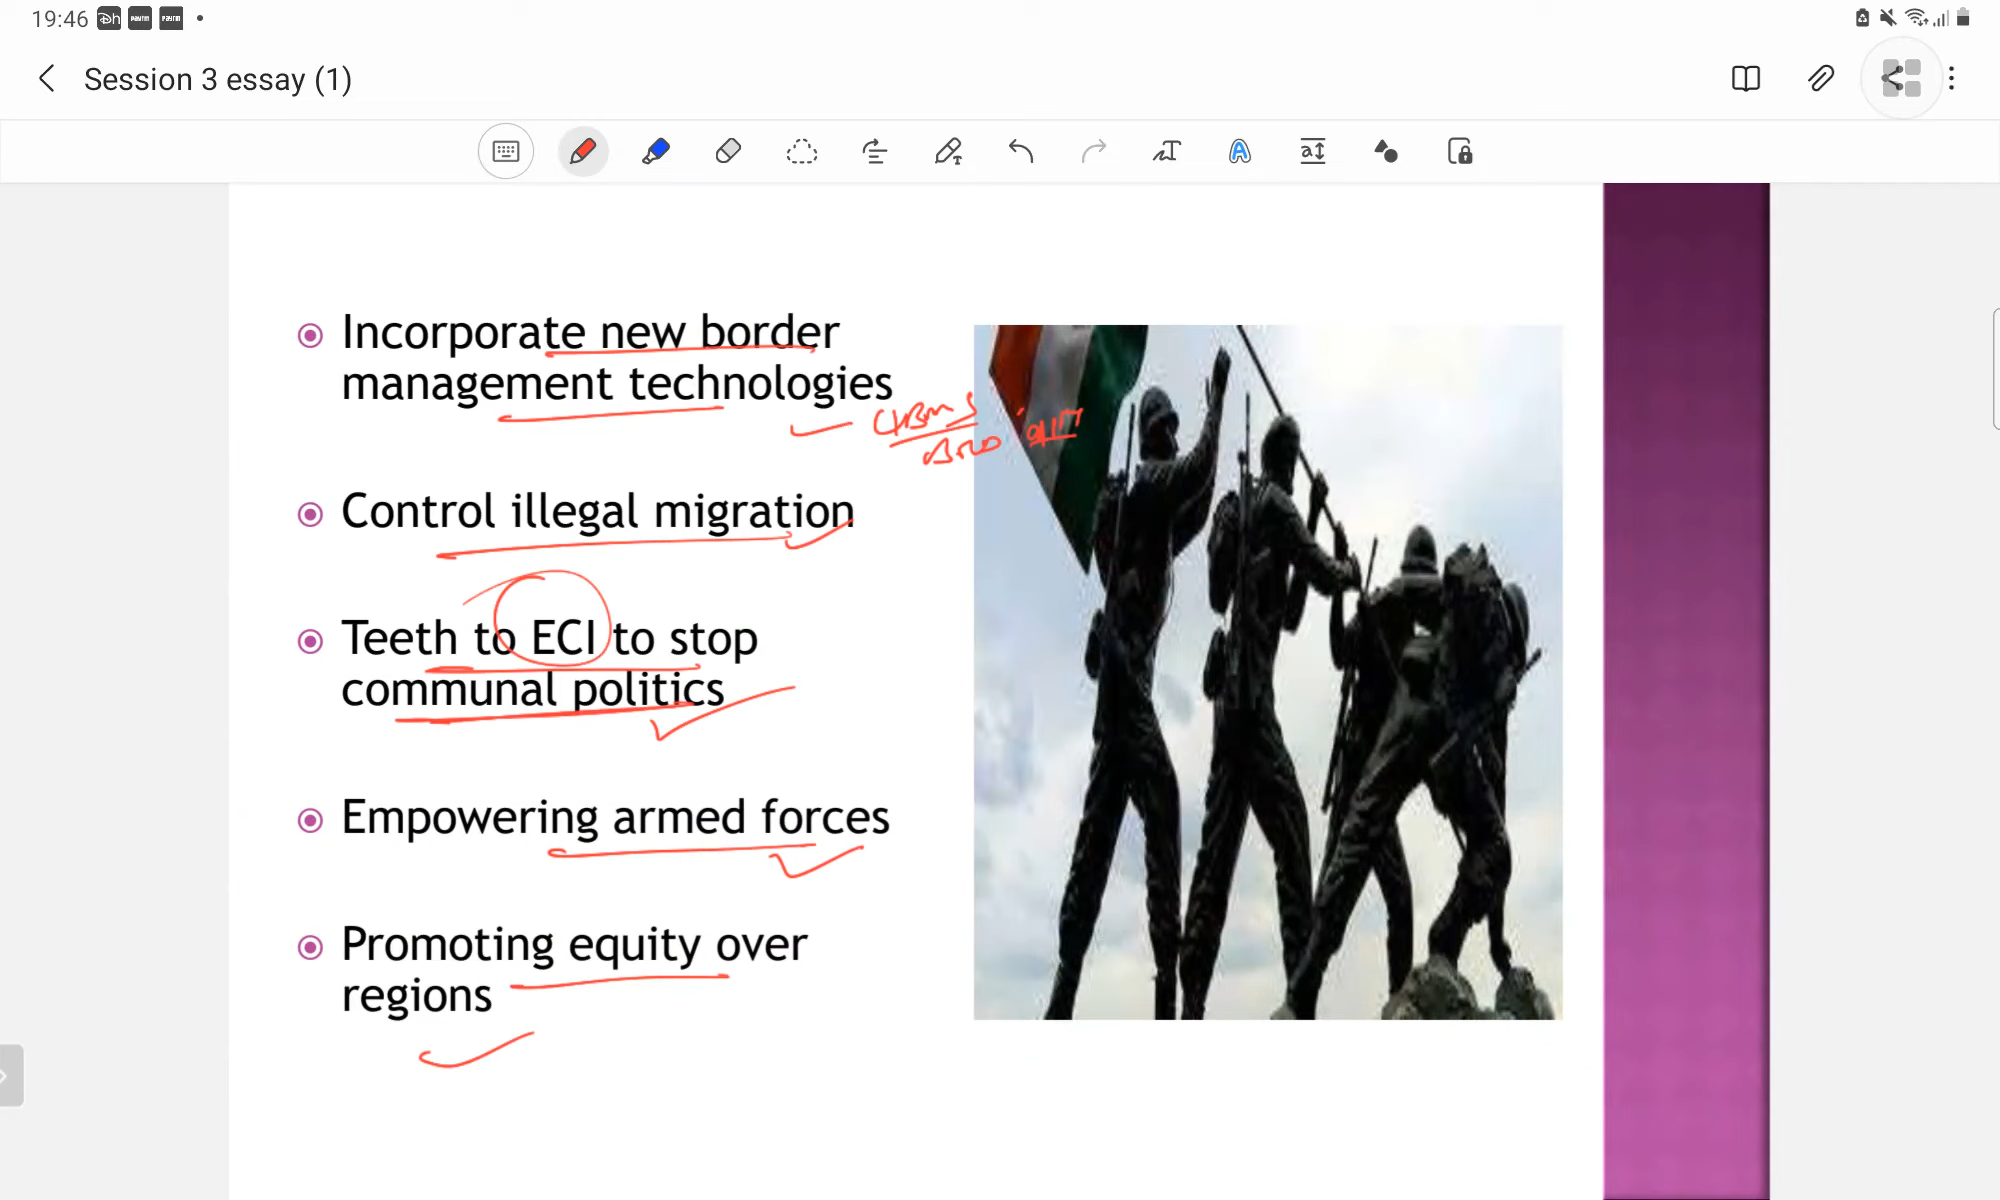 19:46
Session 3 essay (1)
Incorporate new border
management technologies
Control illegal migration
Teeth to ECI to stop
communal politics
Empowering armed forces
Promoting equity over
regions